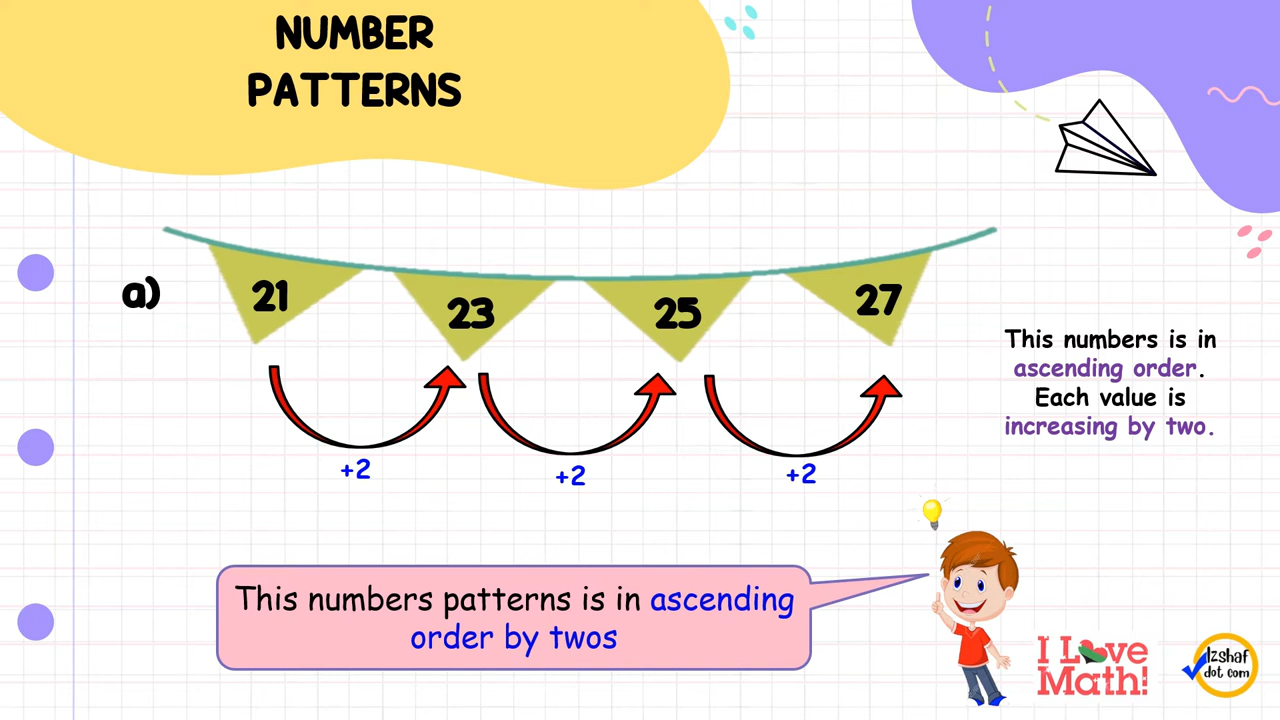 NUMBER
PATTERNS
a)
21
23
25
27
+2
+2
+2
This numbers is in
ascending order.
Each value is
increasing by two.
This numbers patterns is in ascending
order by twos
I Love
Math!
Izshaf
dot com